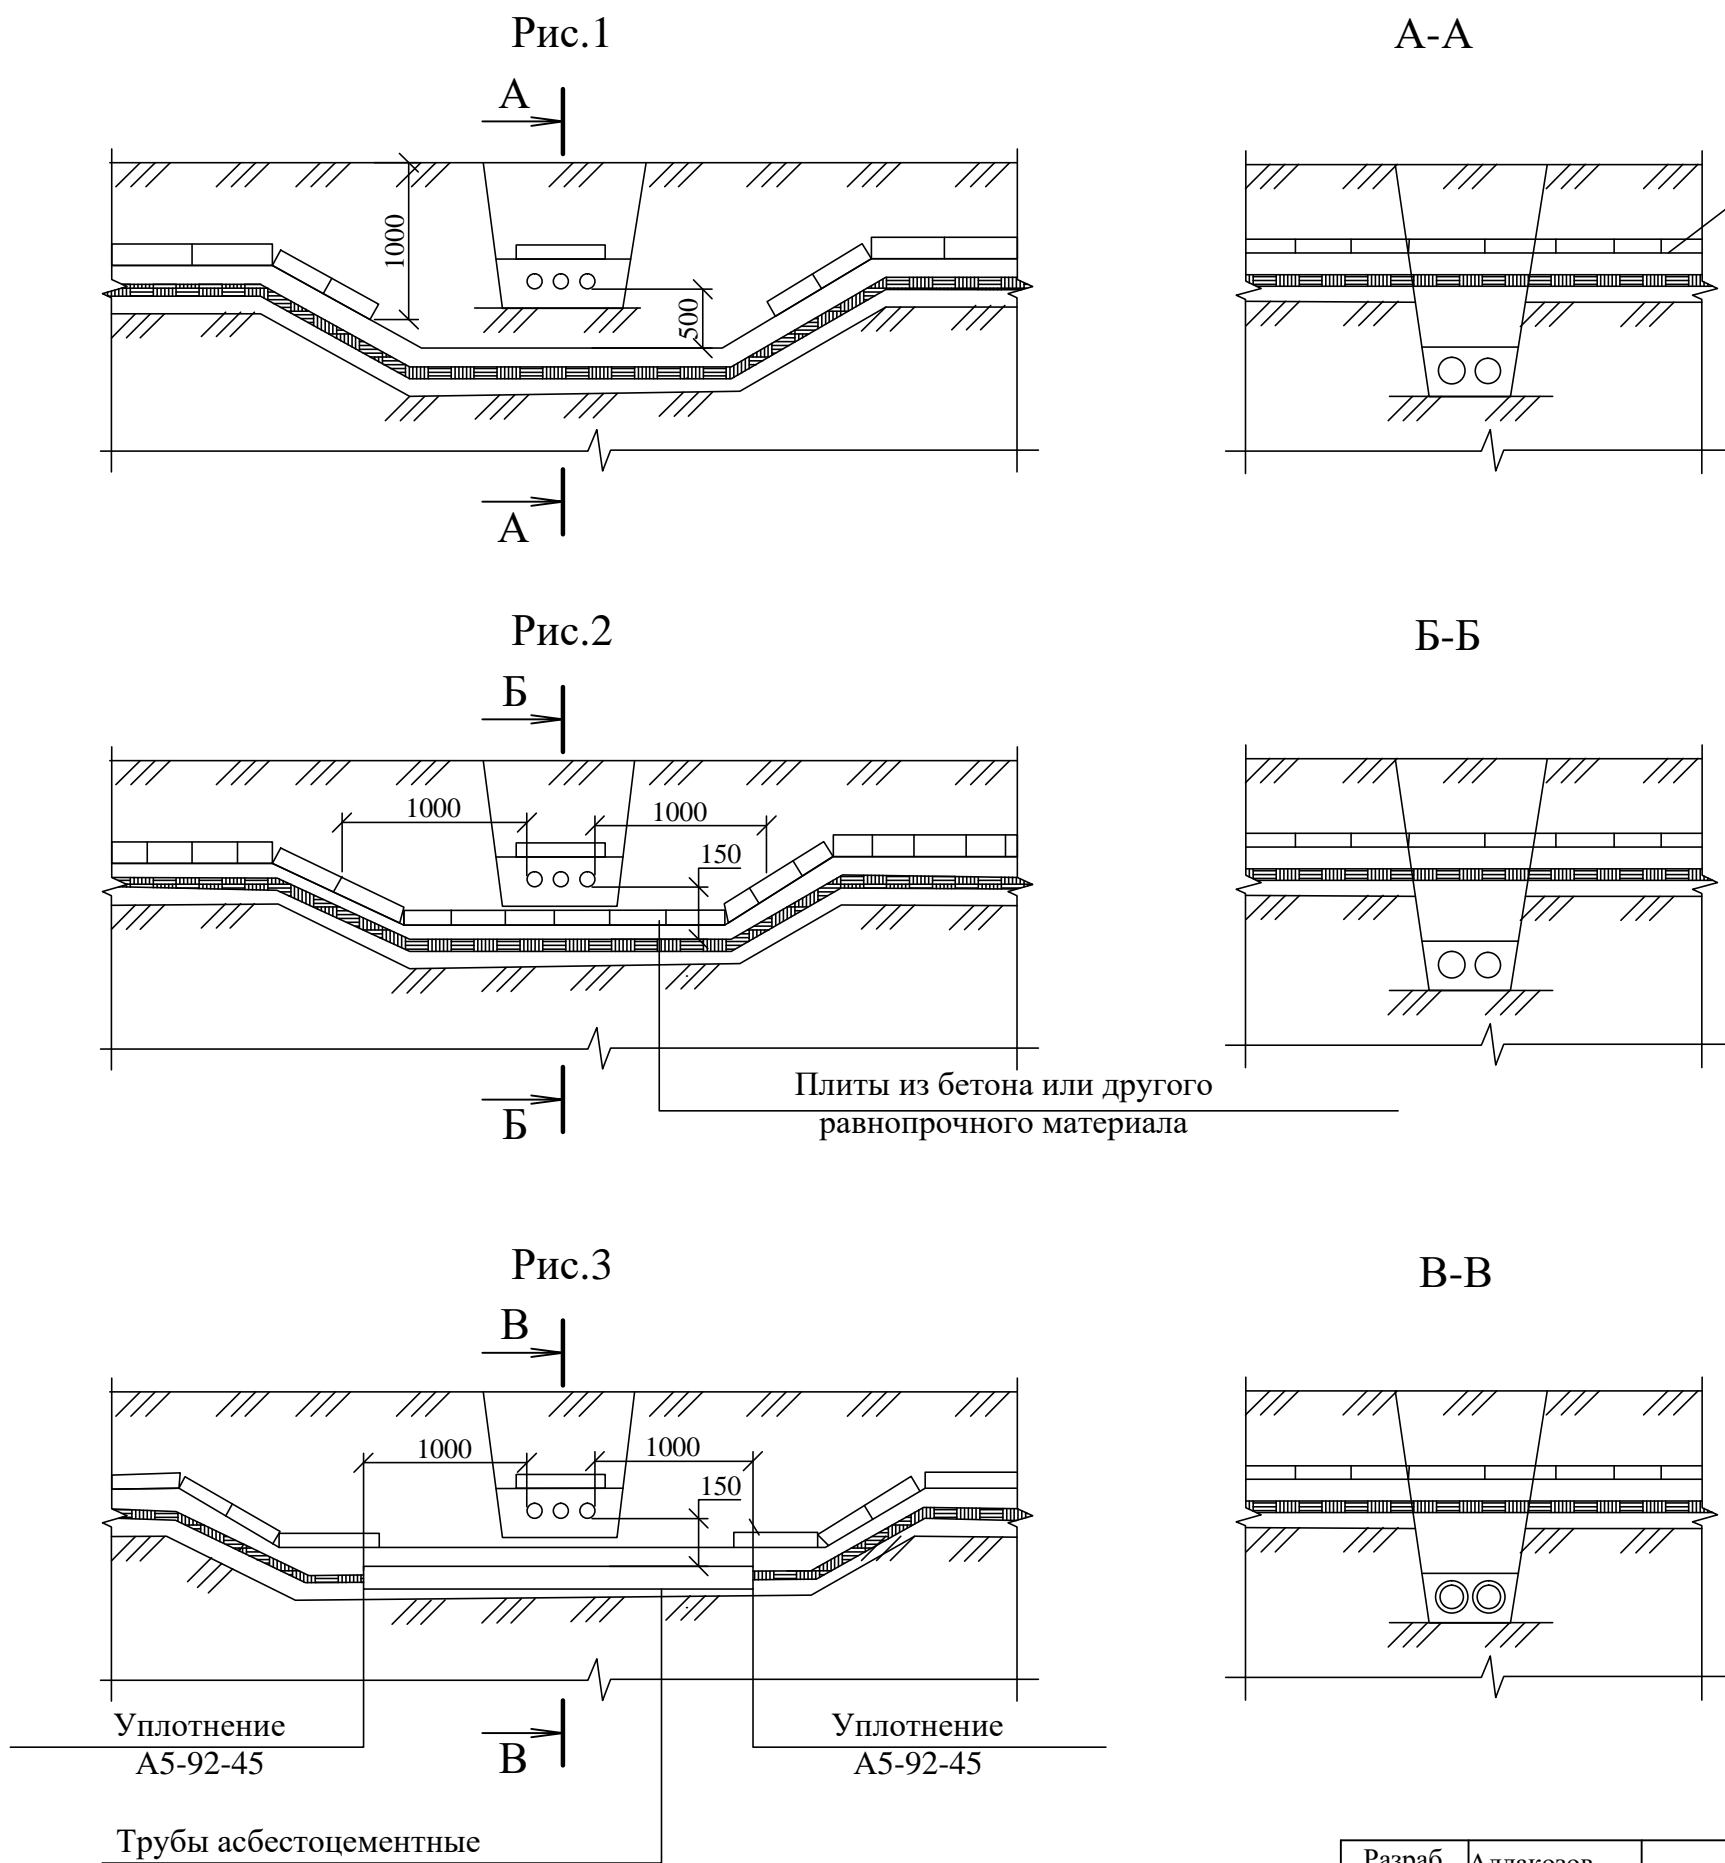 Рис.1
А-А
А
1000
500
А
Рис.2
Б-Б
Б
1000
1000
150
Плиты из бетона или другого
равнопрочного материала
Б
Рис.3
В-В
В
1000
1000
150
Уплотнение
А5-92-45
В
Уплотнение
А5-92-45
Трубы асбестоцементные
Разраб